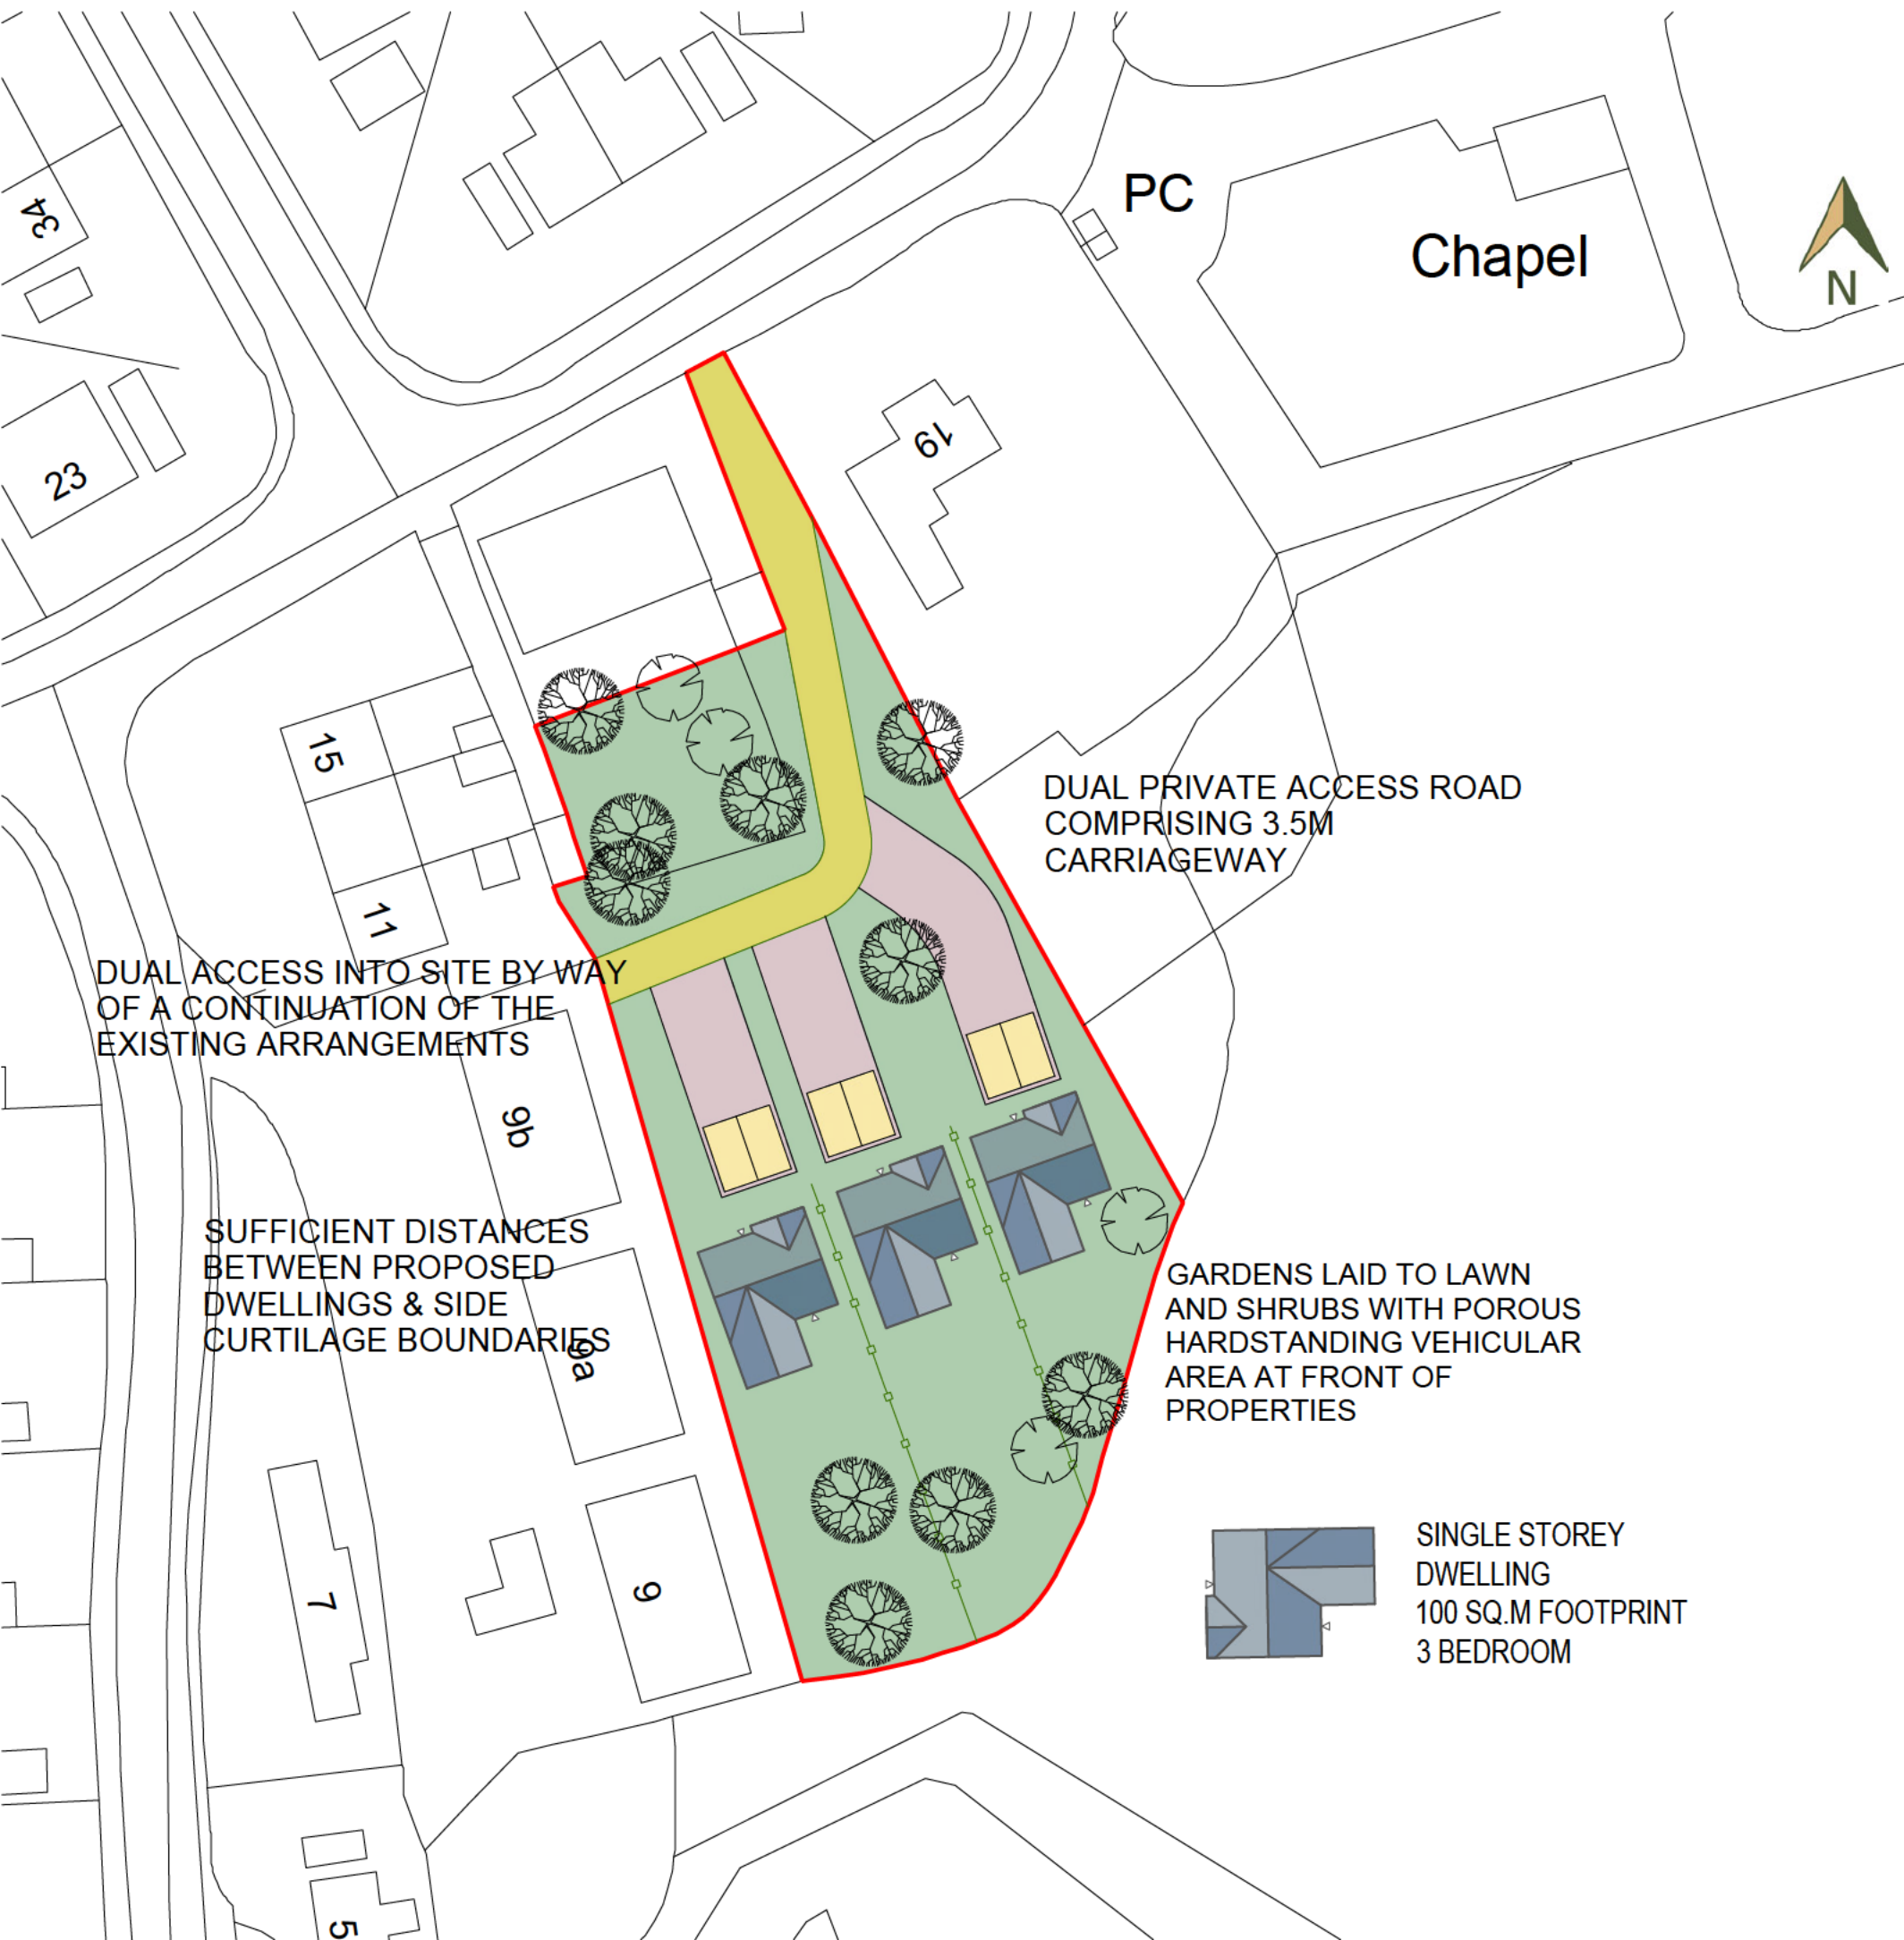 PC
Chapel
N
34
19
23
15
DUAL PRIVATE ACCESS ROAD
COMPRISING 3.5M
CARRIAGEWAY
11
DUAL ACCESS INTO SITE BY WAY
OF A CONTINUATION OF THE
EXISTING ARRANGEMENTS
9b
SUFFICIENT DISTANCES
BETWEEN PROPOSED
DWELLINGS & SIDE
CURTILAGE BOUNDARIES
9a
GARDENS LAID TO LAWN
AND SHRUBS WITH POROUS
HARDSTANDING VEHICULAR
AREA AT FRONT OF
PROPERTIES
7
9
SINGLE STOREY
DWELLING
100 SQ.M FOOTPRINT
3 BEDROOM
5